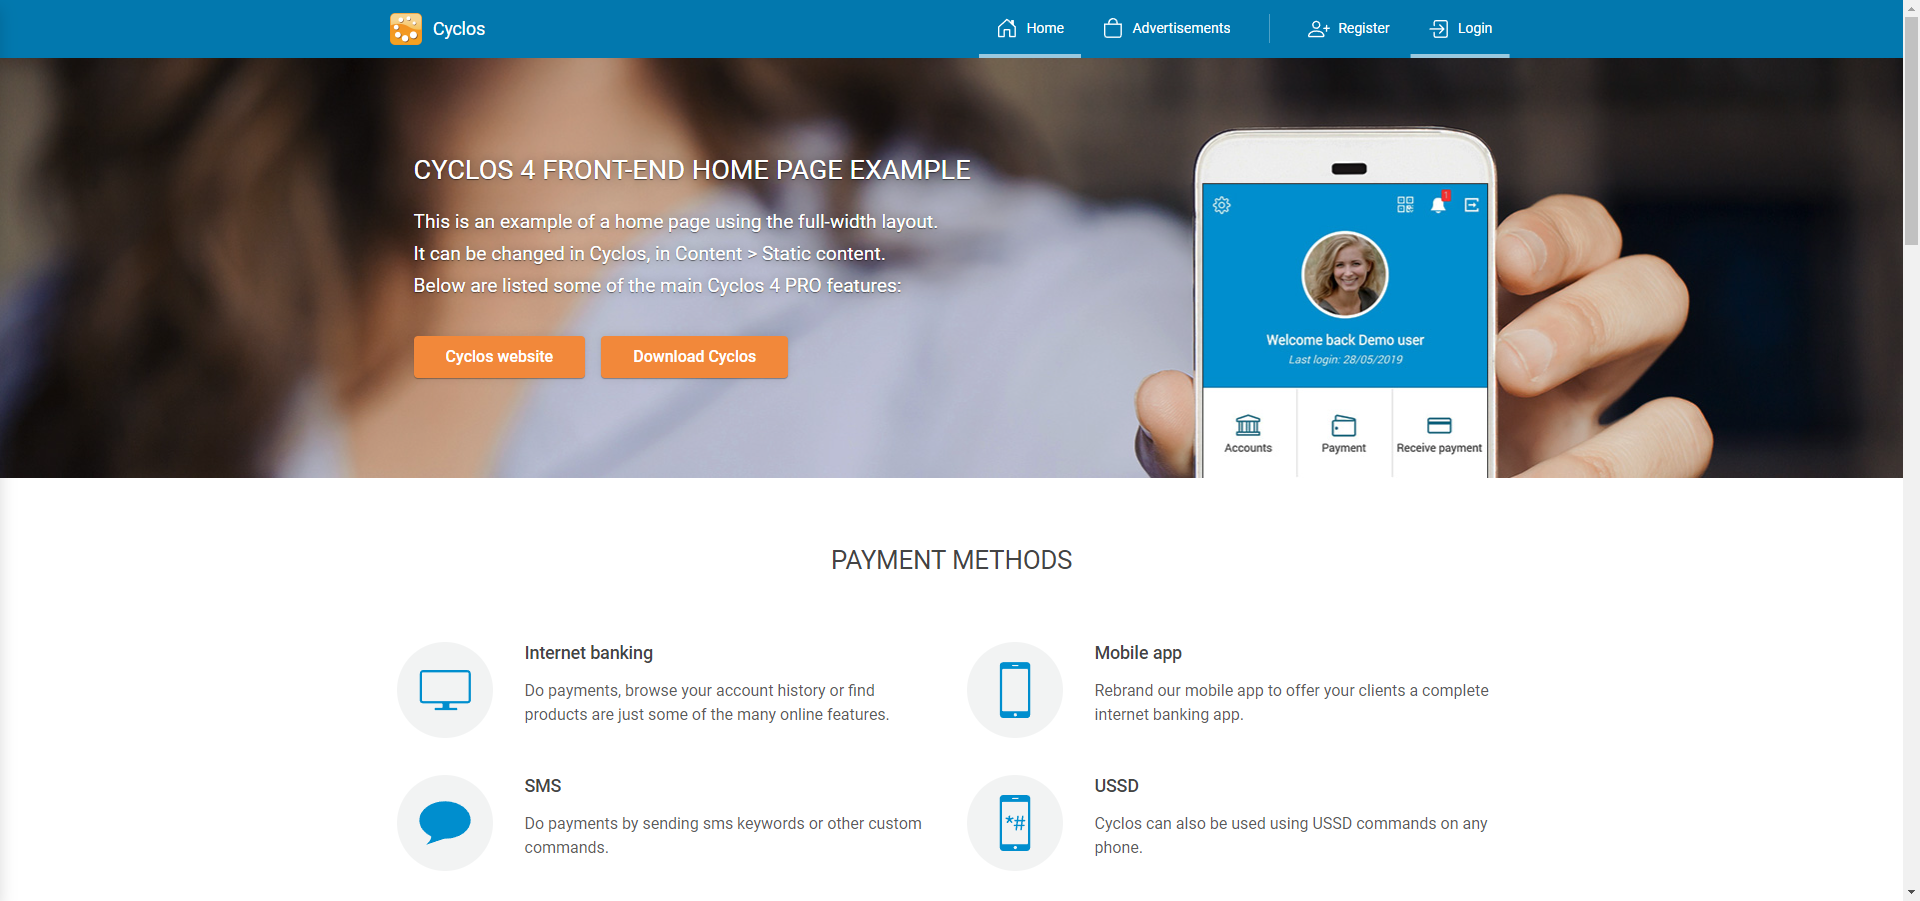 Cyclos
Home
Advertisements
Register
Login
CYCLOS 4 FRONT-END HOME PAGE EXAMPLE
This is an example of a home page using the full-width layout.
It can be changed in Cyclos, in Content > Static content.
Below are listed some of the main Cyclos 4 PRO features:
Cyclos website
Download Cyclos
1
Welcome back Demo user
Last login: 28/05/2019
Accounts
Payment
Receive payment
PAYMENT METHODS
Internet banking
Do payments, browse your account history or find
products are just some of the many online features.
Mobile app
Rebrand our mobile app to offer your clients a complete
internet banking app.
SMS
Do payments by sending sms keywords or other custom
commands.
*#
USSD
Cyclos can also be used using USSD commands on any
phone.